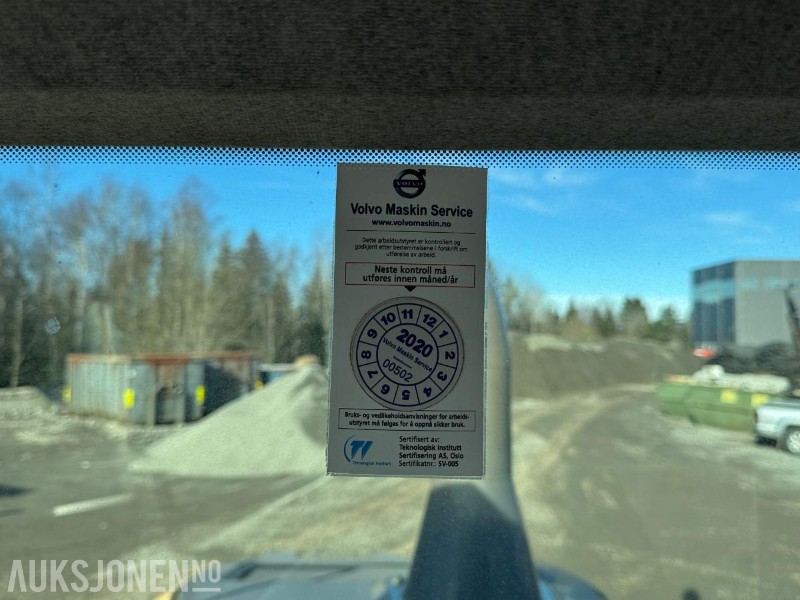 VOLVO
Volvo Maskin Service
www.volvomaskin.no
Dette arbeidsutstyret er kontrollert og
godkjent etter bestemmelsene i forskrift om
utførelse av arbeid.
Neste kontroll må
utføres innen måned/år
11
10 12
9 1
8 2020 2
Volvo Maskin Service
7 00502 3
6 5 4
Bruks- og vedlikeholdsanvisninger for arbeids-
utstyret må følges for å oppnå sikker bruk.
Teknologisk Institutt
Sertifisert av:
Teknologisk Institutt
Sertifisering AS, Oslo
Sertifikatnr.: SV-005
AUKSJONEN.NO